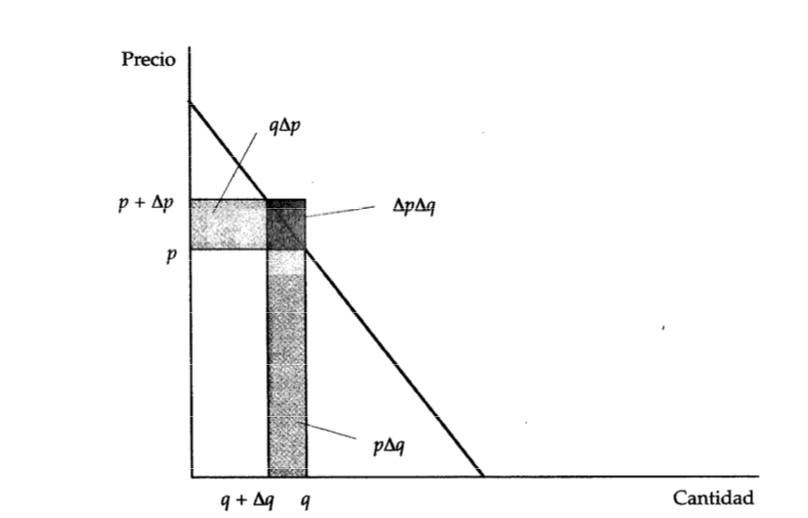 Precio
qΔp
p + Δp
ΔpΔq
p
pΔq
q + Δq q
Cantidad